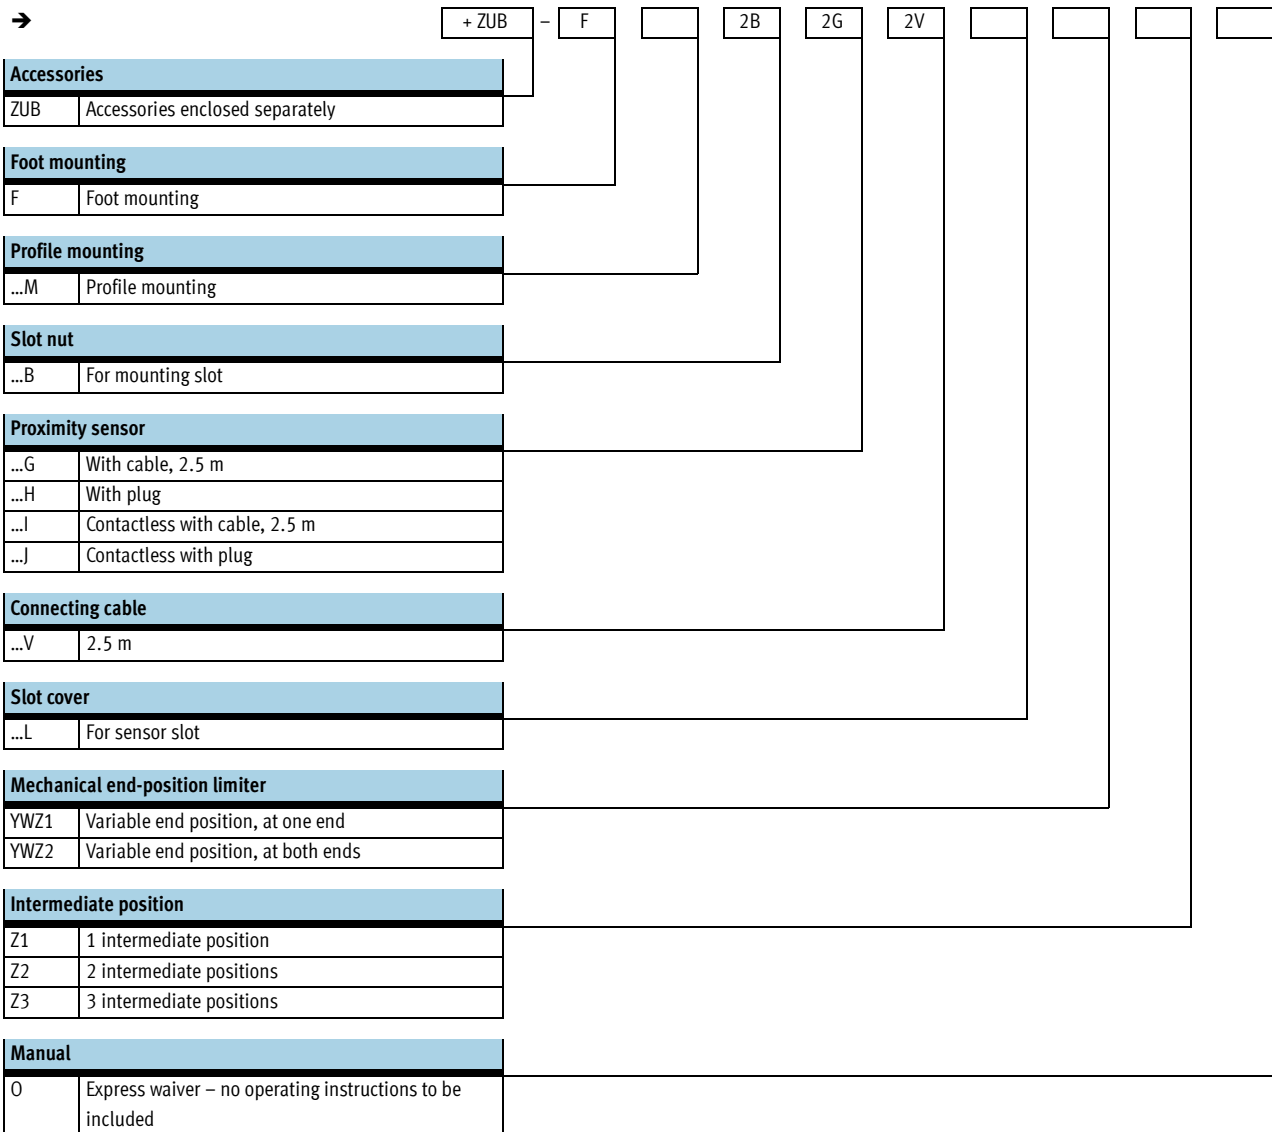 ➔ + ZUB – F 2B 2G 2V
Accessories
ZUB Accessories enclosed separately
Foot mounting
F Foot mounting
Profile mounting
...M Profile mounting
Slot nut
...B For mounting slot
Proximity sensor
...G With cable, 2.5 m
...H With plug
...I Contactless with cable, 2.5 m
...J Contactless with plug
Connecting cable
...V 2.5 m
Slot cover
...L For sensor slot
Mechanical end-position limiter
YWZ1 Variable end position, at one end
YWZ2 Variable end position, at both ends
Intermediate position
Z1 1 intermediate position
Z2 2 intermediate positions
Z3 3 intermediate positions
Manual
O Express waiver – no operating instructions to be
included